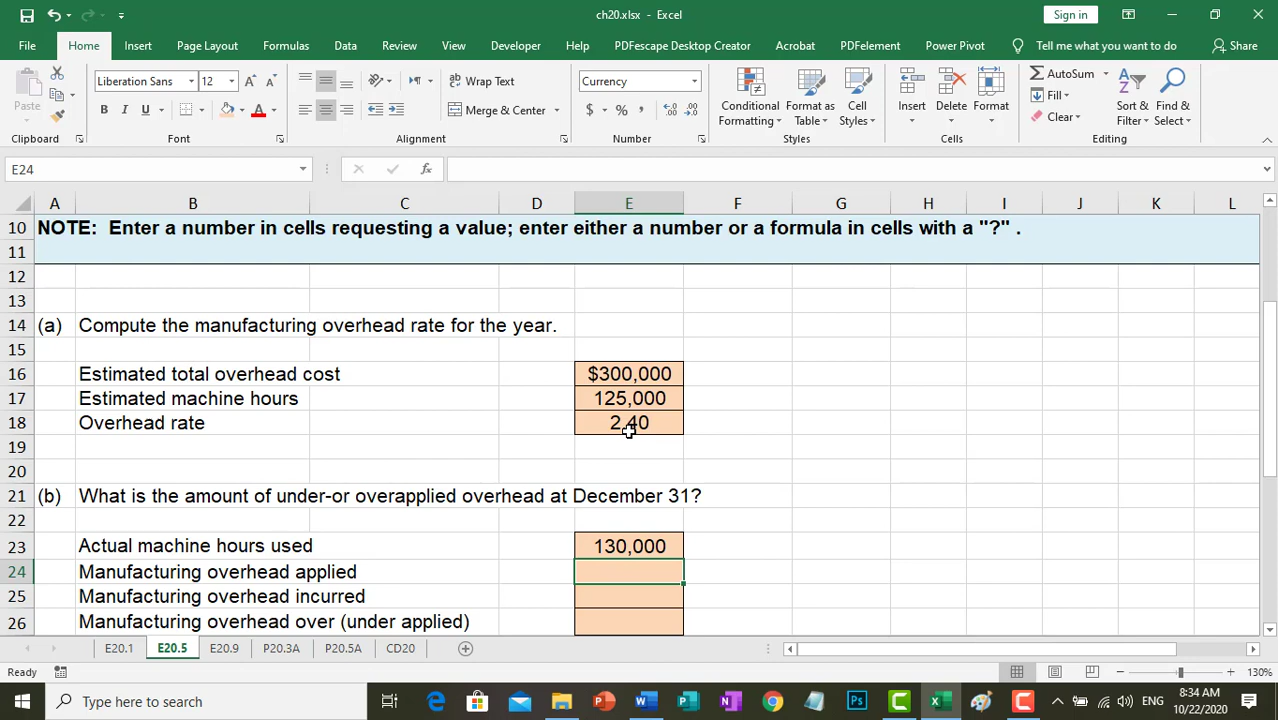 ch20.xlsx - Excel
Sign in
File Home Insert Page Layout Formulas Data Review View Developer Help PDFescape Desktop Creator Acrobat PDFelement Power Pivot Tell me what you want to do Share
Paste
Liberation Sans 12
B I U
Wrap Text
Merge & Center
Currency
$ % ,
Conditional Formatting
Format as Table
Cell Styles
Insert
Delete
Format
AutoSum
Fill
Clear
Sort & Filter
Find & Select
Clipboard Font Alignment Number Styles Cells Editing
E24
A B C D E F G H I J K L
10 NOTE: Enter a number in cells requesting a value; enter either a number or a formula in cells with a "?" .
11
12
13
14 (a) Compute the manufacturing overhead rate for the year.
15
16 Estimated total overhead cost $300,000
17 Estimated machine hours 125,000
18 Overhead rate 2.40
19
20
21 (b) What is the amount of under-or overapplied overhead at December 31?
22
23 Actual machine hours used 130,000
24 Manufacturing overhead applied
25 Manufacturing overhead incurred
26 Manufacturing overhead over (under applied)
E20.1 E20.5 E20.9 P20.3A P20.5A CD20
Ready
130%
Type here to search
ENG
8:34 AM
10/22/2020